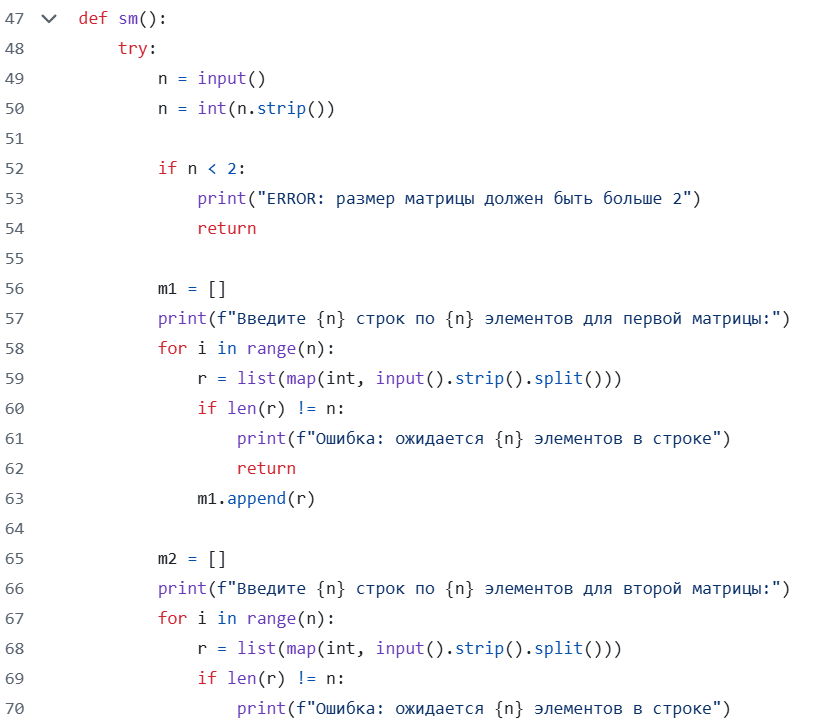 47 def sm():
48     try:
49         n = input()
50         n = int(n.strip())
51
52         if n < 2:
53             print("ERROR: размер матрицы должен быть больше 2")
54             return
55
56         m1 = []
57         print(f"Введите {n} строк по {n} элементов для первой матрицы:")
58         for i in range(n):
59             r = list(map(int, input().strip().split()))
60             if len(r) != n:
61                 print(f"Ошибка: ожидается {n} элементов в строке")
62                 return
63             m1.append(r)
64
65         m2 = []
66         print(f"Введите {n} строк по {n} элементов для второй матрицы:")
67         for i in range(n):
68             r = list(map(int, input().strip().split()))
69             if len(r) != n:
70                 print(f"Ошибка: ожидается {n} элементов в строке")